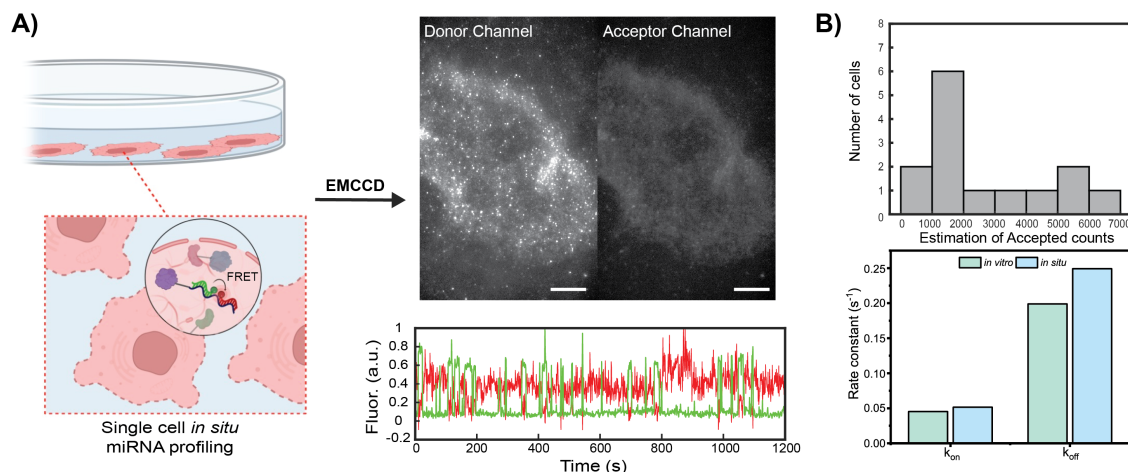 A)
FRET
Single cell in situ
miRNA profiling
EMCCD
Donor Channel
Acceptor Channel
Fluor. (a.u.)
1
0.8
0.6
0.4
0
-0.2
0
200
400
600
800
1000
1200
Time (s)
B)
Number of cells
8
7
6
5
4
3
2
1
0
0
1000
2000
3000
4000
5000
6000
7000
Estimation of Accepted counts
in vitro
in situ
Rate constant (s⁻¹)
0.25
0.20
0.15
0.10
0.05
0.00
kon
koff